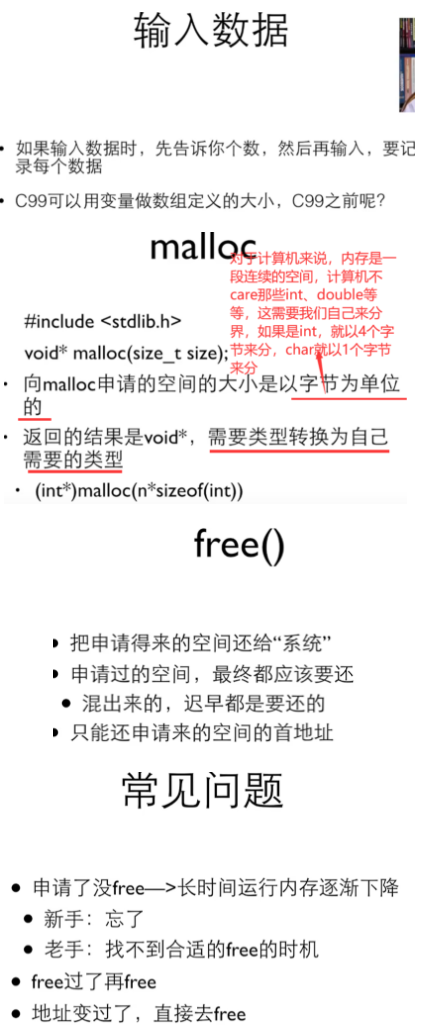 输入数据
• 如果输入数据时，先告诉你个数，然后再输入，要记
录每个数据
• C99可以用变量做数组定义的大小，C99之前呢？
malloc
对于计算机来说，内存是一
段连续的空间，计算机不
care那些int、double等
等，这需要我们自己来分
界，如果是int，就以4个字
节来分，char就以1个字节
来分
#include <stdlib.h>
void* malloc(size_t size);
• 向malloc申请的空间的大小是以字节为单位
的
• 返回的结果是void*，需要类型转换为自己
需要的类型
• (int*)malloc(n*sizeof(int))
free()
• 把申请得来的空间还给“系统”
• 申请过的空间，最终都应该要还
• 混出来的，迟早都是要还的
• 只能还申请来的空间的首地址
常见问题
• 申请了没free—>长时间运行内存逐渐下降
• 新手：忘了
• 老手：找不到合适的free的时机
• free过了再free
• 地址变过了，直接去free